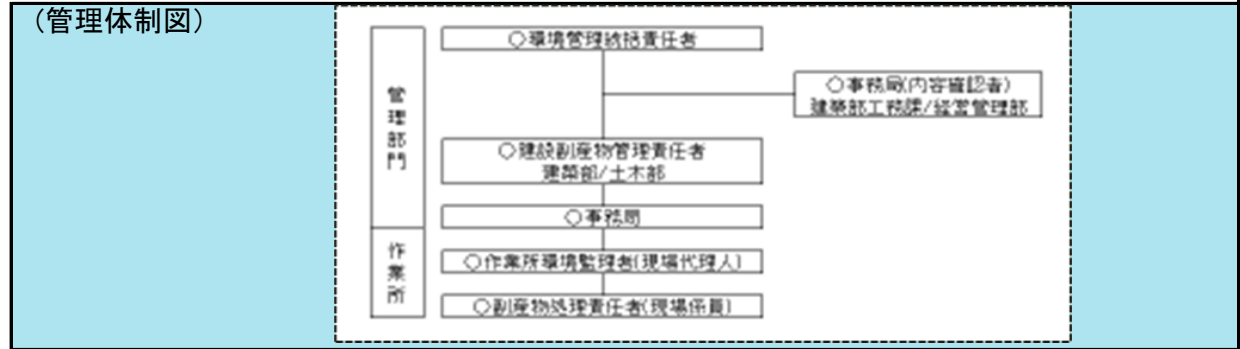 （管理体制図）
○環境管理統括責任者
○事務局(内容確認者)
建築部工務課/経営管理部
管理部門
○建設副産物管理責任者
建築部/土木部
○事務局
作業所
○作業所環境監理者(現場代理人)
○副産物処理責任者(現場係員)